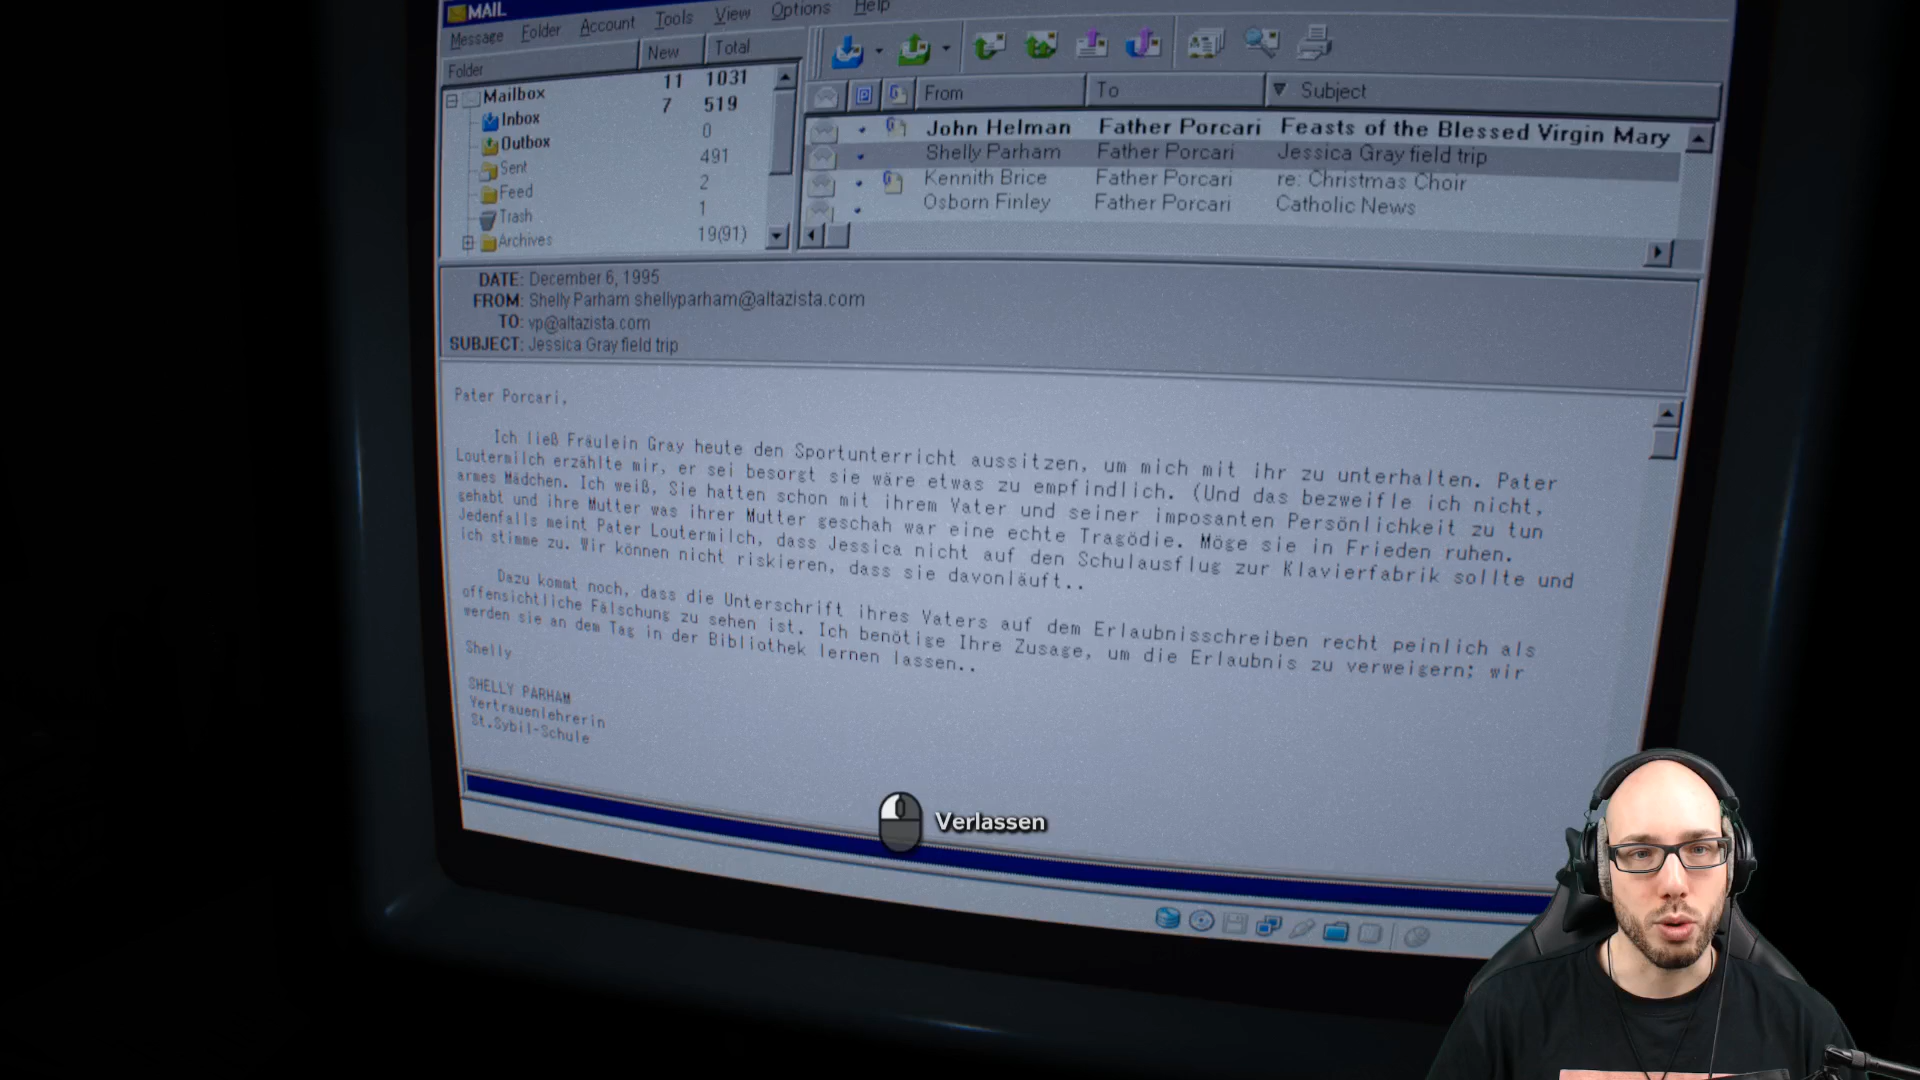 MAIL
Message Folder Account Tools View Options Help
Folder New Total
Mailbox 11 1031
Inbox 7 519
Outbox 0
Sent 491
Feed 2
Trash 1
Archives 19(91)
From To Subject
John Helman Father Porcari Feasts of the Blessed Virgin Mary
Shelly Parham Father Porcari Jessica Gray field trip
Kennith Brice Father Porcari re: Christmas Choir
Osborn Finley Father Porcari Catholic News
DATE: December 6, 1995
FROM: Shelly Parham shellyparham@altazista.com
TO: vp@altazista.com
SUBJECT: Jessica Gray field trip
Pater Porcari,
Ich ließ Fräulein Gray heute den Sportunterricht aussitzen, um mich mit ihr zu unterhalten. Pater
Loutermilch erzählte mir, er sei besorgt sie wäre etwas zu empfindlich. (Und das bezweifle ich nicht,
armes Mädchen. Ich weiß, Sie hatten schon mit ihrem Vater und seiner imposanten Persönlichkeit zu tun
gehabt und ihre Mutter was ihrer Mutter geschah war eine echte Tragödie. Möge sie in Frieden ruhen.
Jedenfalls meint Pater Loutermilch, dass Jessica nicht auf den Schulausflug zur Klavierfabrik sollte und
ich stimme zu. Wir können nicht riskieren, dass sie davonläuft..
Dazu kommt noch, dass die Unterschrift ihres Vaters auf dem Erlaubnisschreiben recht peinlich als
offensichtliche Fälschung zu sehen ist. Ich benötige Ihre Zusage, um die Erlaubnis zu verweigern; wir
werden sie an dem Tag in der Bibliothek lernen lassen..
Shelly
SHELLY PARHAM
Vertrauenlehrerin
St.Sybil-Schule
Verlassen